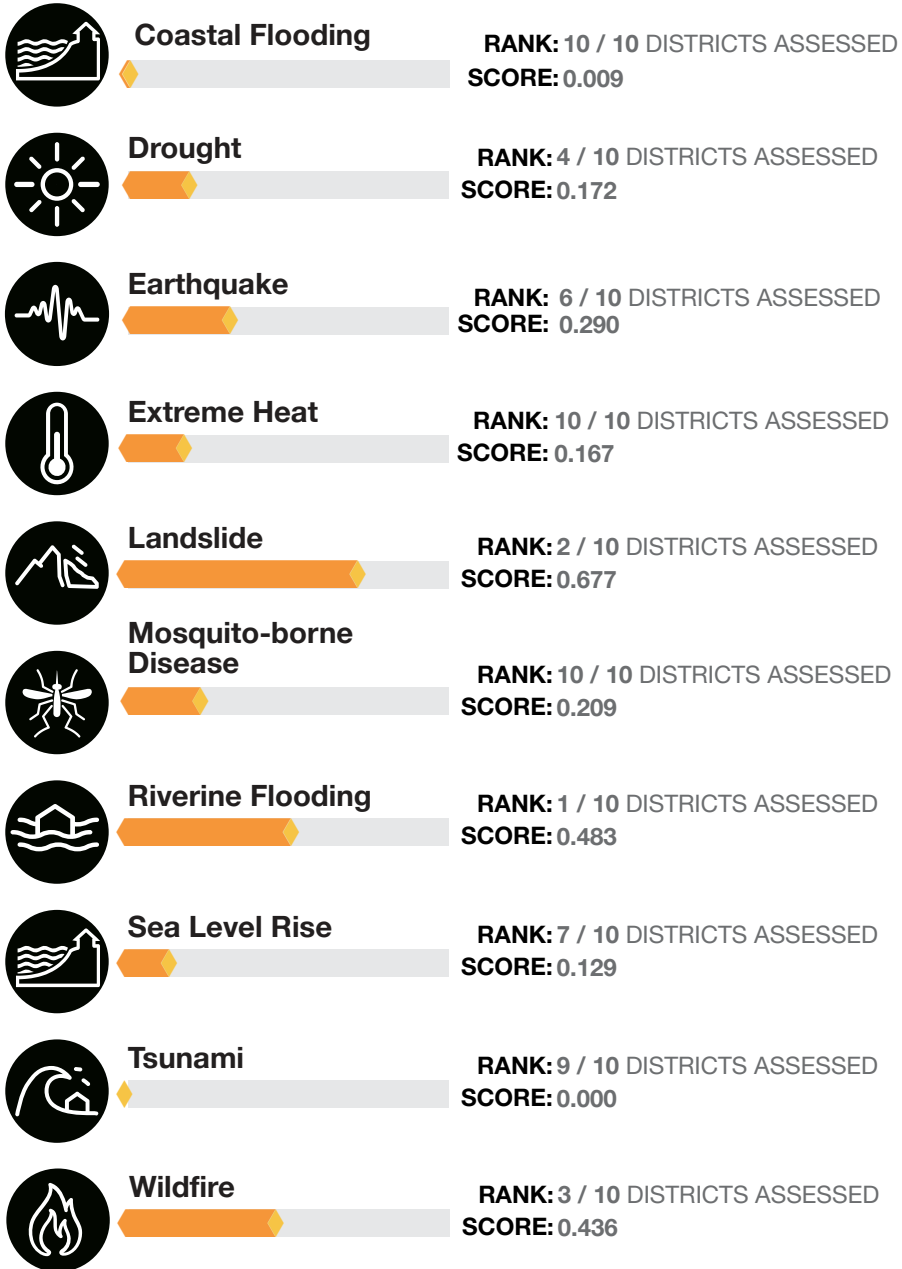 Coastal Flooding
RANK: 10 / 10 DISTRICTS ASSESSED
SCORE: 0.009
Drought
RANK: 4 / 10 DISTRICTS ASSESSED
SCORE: 0.172
Earthquake
RANK: 6 / 10 DISTRICTS ASSESSED
SCORE: 0.290
Extreme Heat
RANK: 10 / 10 DISTRICTS ASSESSED
SCORE: 0.167
Landslide
RANK: 2 / 10 DISTRICTS ASSESSED
SCORE: 0.677
Mosquito-borne
Disease
RANK: 10 / 10 DISTRICTS ASSESSED
SCORE: 0.209
Riverine Flooding
RANK: 1 / 10 DISTRICTS ASSESSED
SCORE: 0.483
Sea Level Rise
RANK: 7 / 10 DISTRICTS ASSESSED
SCORE: 0.129
Tsunami
RANK: 9 / 10 DISTRICTS ASSESSED
SCORE: 0.000
Wildfire
RANK: 3 / 10 DISTRICTS ASSESSED
SCORE: 0.436